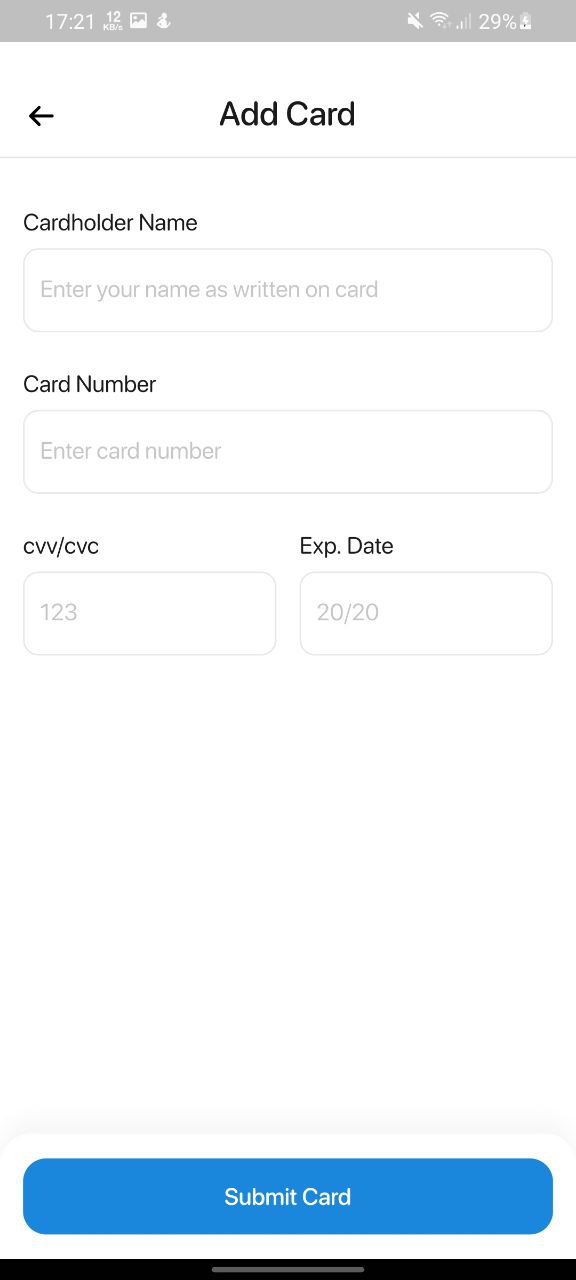 17:21 12 KB/s 29%
Add Card
Cardholder Name
Enter your name as written on card
Card Number
Enter card number
cvv/cvc Exp. Date
123 20/20
Submit Card